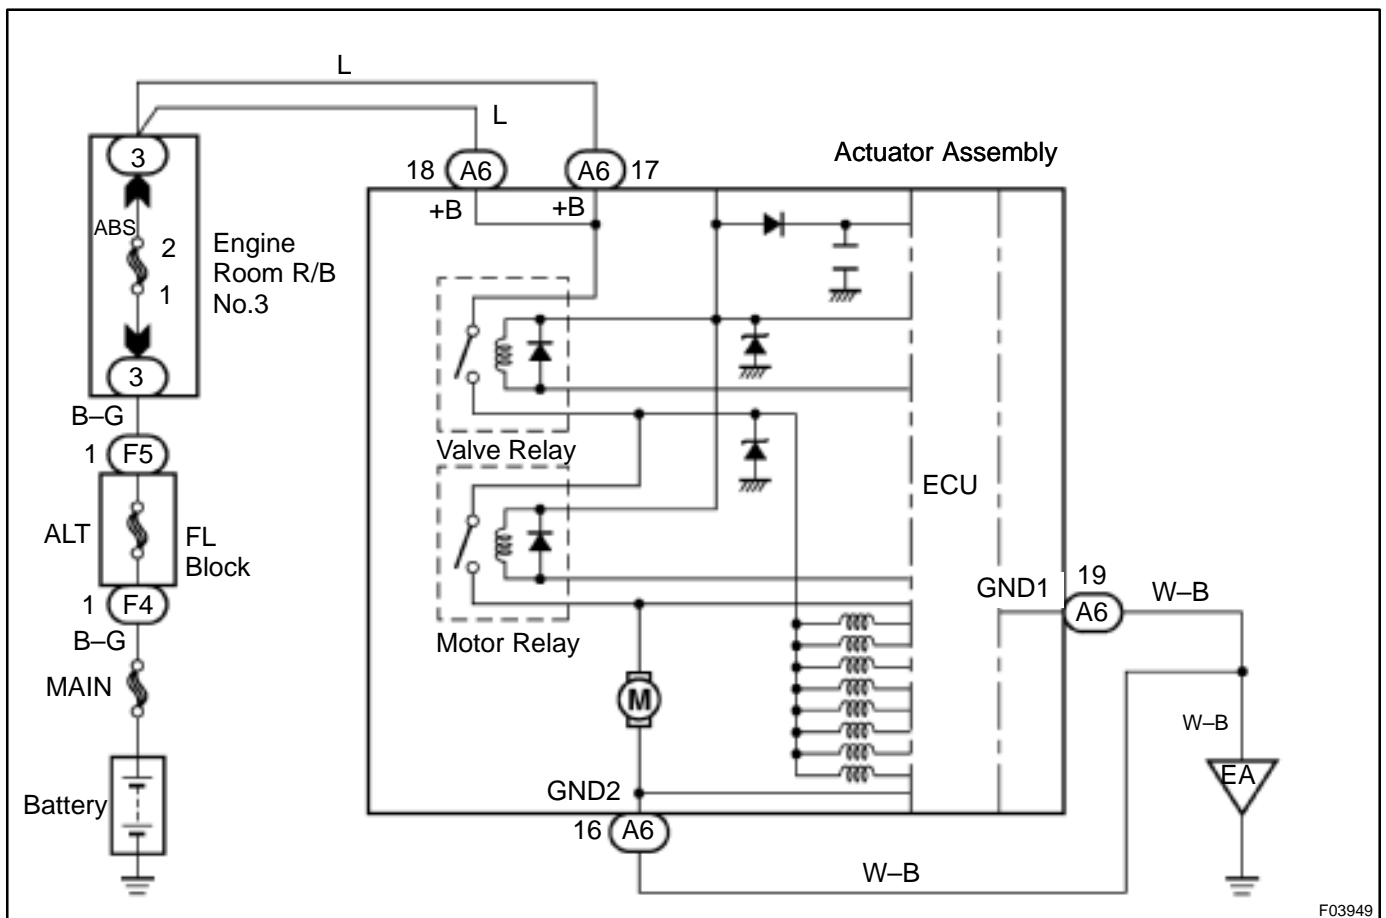 L
L
3
18
A6
A6
17
Actuator Assembly
+B
+B
ABS
2
1
Engine
Room R/B
No.3
3
B–G
1
F5
Valve Relay
ECU
ALT
FL
Block
1
F4
B–G
GND1
19
A6
W–B
Motor Relay
MAIN
M
W–B
EA
Battery
GND2
16
A6
W–B
F03949